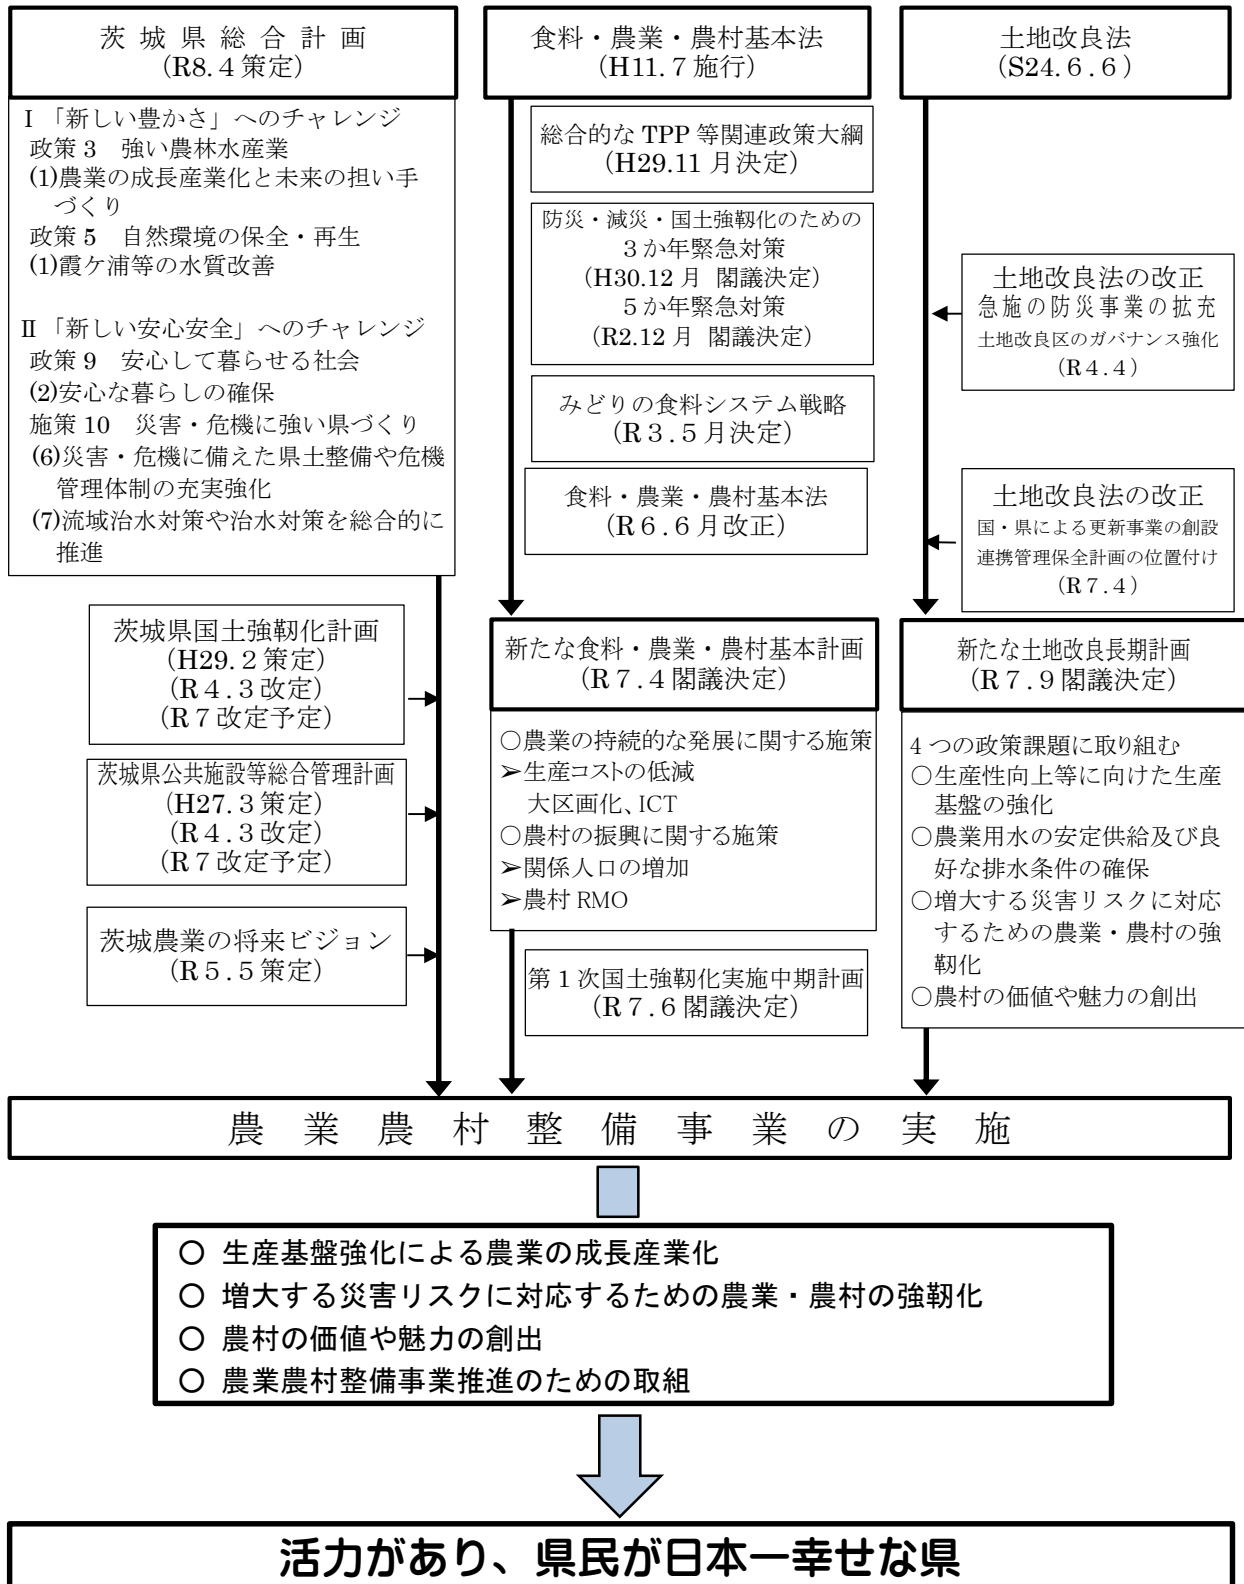 茨城県総合計画
(R8.4 策定)
Ⅰ 「新しい豊かさ」へのチャレンジ
政策 3　強い農林水産業
(1)農業の成長産業化と未来の担い手
づくり
政策 5　自然環境の保全・再生
(1)霞ケ浦等の水質改善
Ⅱ 「新しい安心安全」へのチャレンジ
政策 9　安心して暮らせる社会
(2)安心な暮らしの確保
施策 10　災害・危機に強い県づくり
(6)災害・危機に備えた県土整備や危機
管理体制の充実強化
(7)流域治水対策や治水対策を総合的に
推進
茨城県国土強靱化計画
(H29.2 策定)
(R４.３改定)
(R７改定予定)
茨城県公共施設等総合管理計画
(H27.3 策定)
(R４.３改定)
(R７改定予定)
茨城農業の将来ビジョン
(R５.５策定)
食料・農業・農村基本法
(H11.7 施行)
総合的な TPP 等関連政策大綱
(H29.11 月決定)
防災・減災・国土強靱化のための
３か年緊急対策
(H30.12 月 閣議決定)
５か年緊急対策
(R2.12 月 閣議決定)
みどりの食料システム戦略
(R３.５月決定)
食料・農業・農村基本法
(R６.６月改正)
新たな食料・農業・農村基本計画
(R７.４閣議決定)
○農業の持続的な発展に関する施策
➢生産コストの低減
大区画化、ICT
○農村の振興に関する施策
➢関係人口の増加
➢農村 RMO
第 1 次国土強靱化実施中期計画
(R７.６閣議決定)
土地改良法
(S24.６.６)
土地改良法の改正
急施の防災事業の拡充
土地改良区のガバナンス強化
(R４.４)
土地改良法の改正
国・県による更新事業の創設
連携管理保全計画の位置付け
(R７.４)
新たな土地改良長期計画
(R７.９閣議決定)
4 つの政策課題に取り組む
○生産性向上等に向けた生産
基盤の強化
○農業用水の安定供給及び良
好な排水条件の確保
○増大する災害リスクに対応
するための農業・農村の強
靱化
○農村の価値や魅力の創出
農業農村整備事業の実施
○ 生産基盤強化による農業の成長産業化
○ 増大する災害リスクに対応するための農業・農村の強靱化
○ 農村の価値や魅力の創出
○ 農業農村整備事業推進のための取組
活力があり、県民が日本一幸せな県